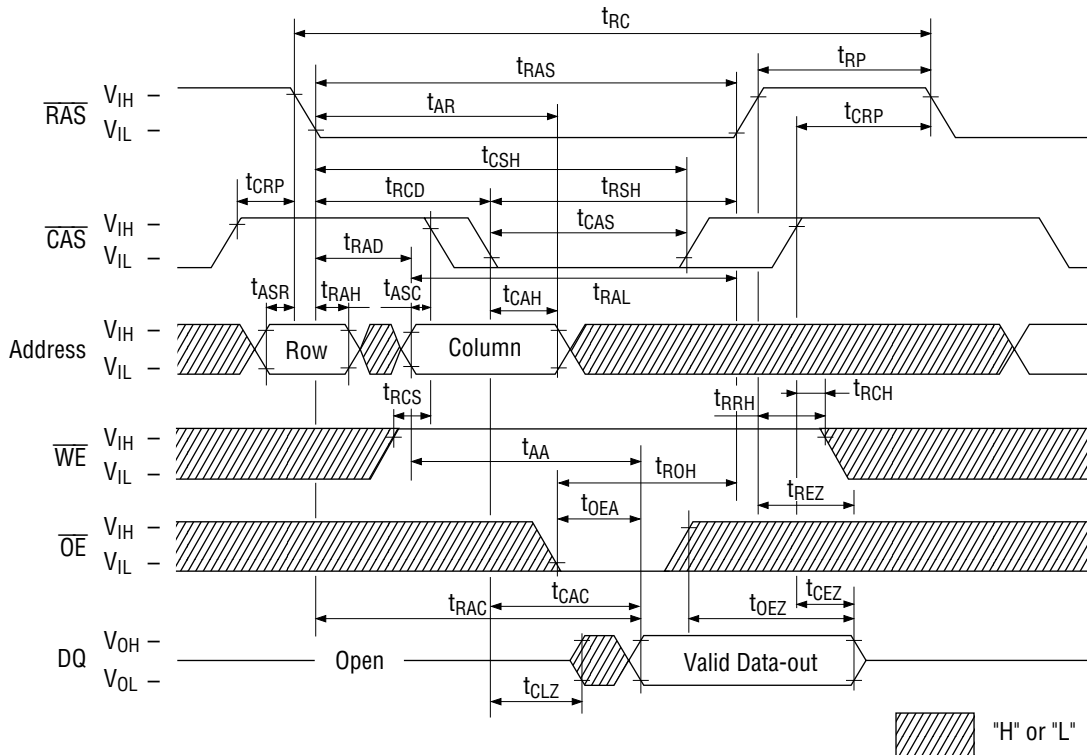 tRC
tRAS
tRP
tAR
RAS
VIH
VIL
tCRP
tCSH
tCRP
tRCD
tRSH
CAS
VIH
VIL
tCAS
tRAD
tRAL
tASR
tRAH
tASC
tCAH
Address
VIH
VIL
Row
Column
tRCS
tRRH
tRCH
WE
VIH
VIL
tAA
tROH
tREZ
tOEA
OE
VIH
VIL
tCAC
tRAC
tCEZ
tOEZ
DQ
VOH
VOL
Open
Valid Data-out
tCLZ
"H" or "L"